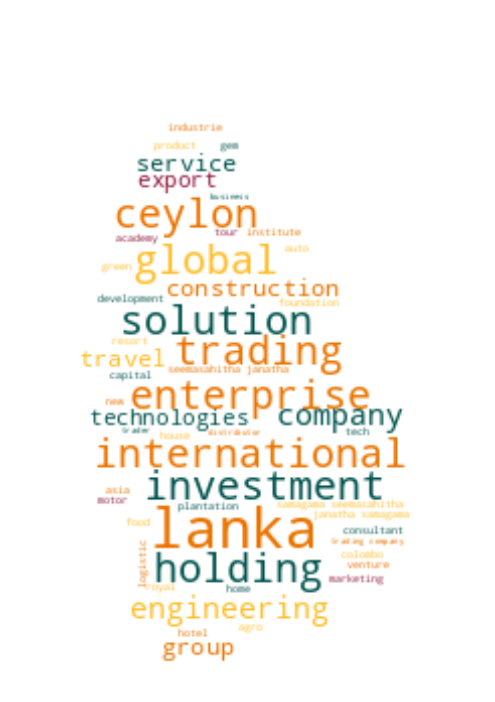 industrie
product gem
service
export
business
ceylon
academy tour institute
global auto
green
construction
development foundation
solution
resort trading
travel
seemasahitha janatha
capital
enterprise
new
technologies company
trader house distributor tech
international
asia investment
motor
plantation samagama seemasahitha
janatha samagama
lanka
food consultant
trading company
logistic holding colombo
venture
royal home marketing
engineering
agro
hotel
group